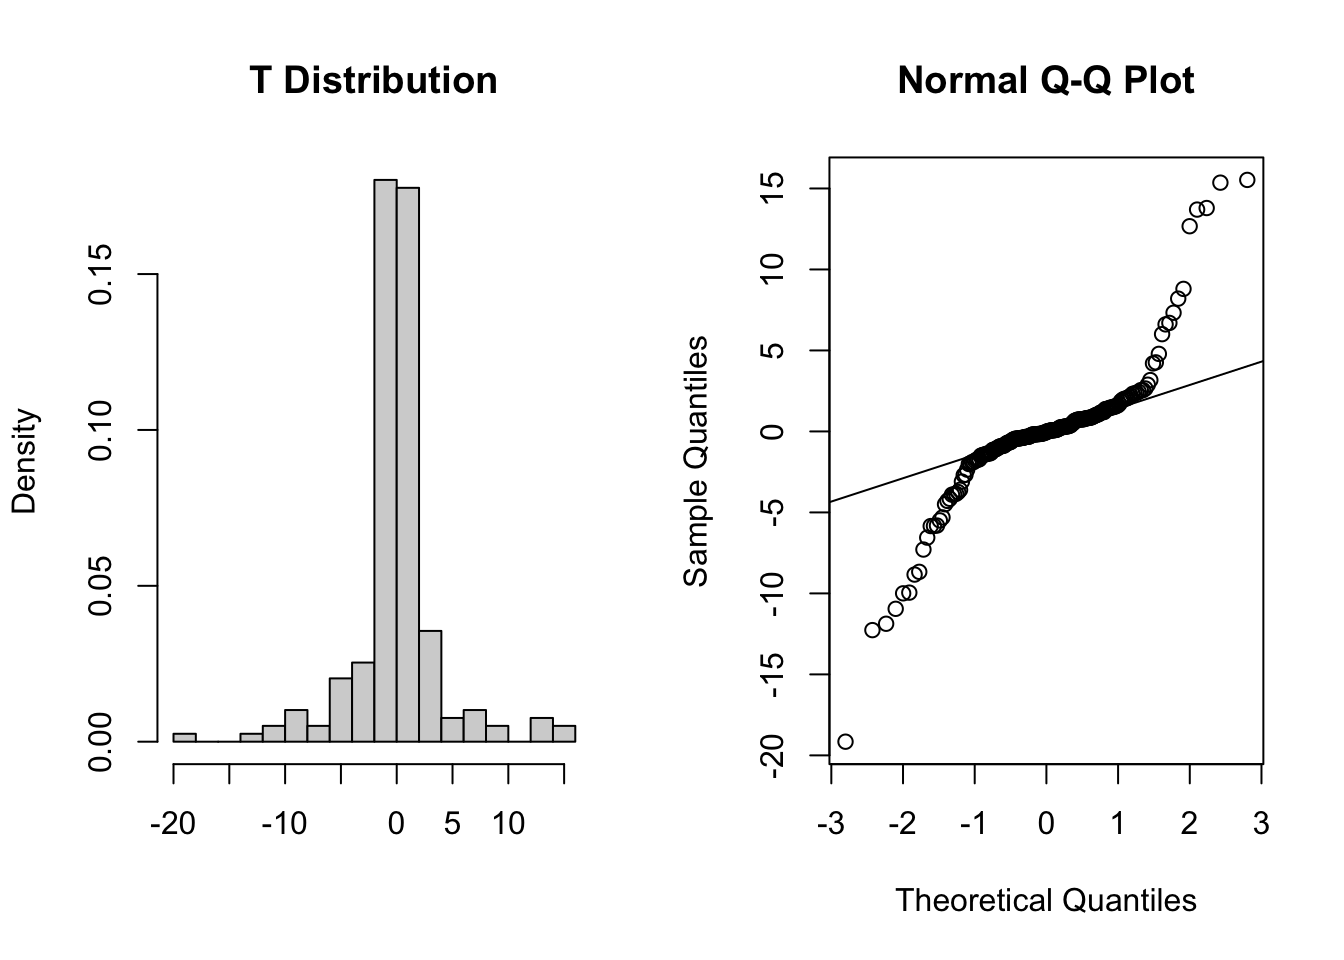 T Distribution
Density
0.00 0.05 0.10 0.15
-20 -10 0 5 10
Normal Q-Q Plot
Sample Quantiles
-20 -15 -10 -5 0 5 10 15
-3 -2 -1 0 1 2 3
Theoretical Quantiles